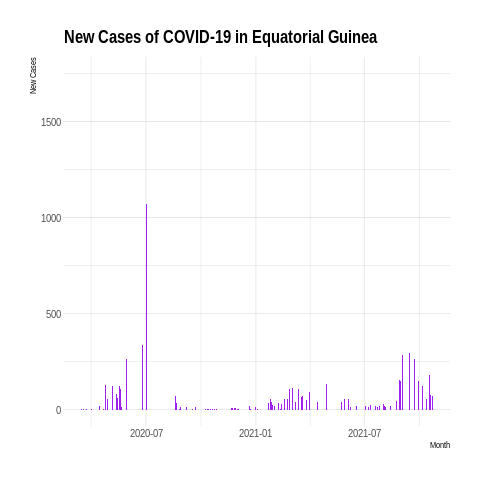 New Cases of COVID-19 in Equatorial Guinea
New Cases
1500
1000
500
0
2020-07
2021-01
2021-07
Month